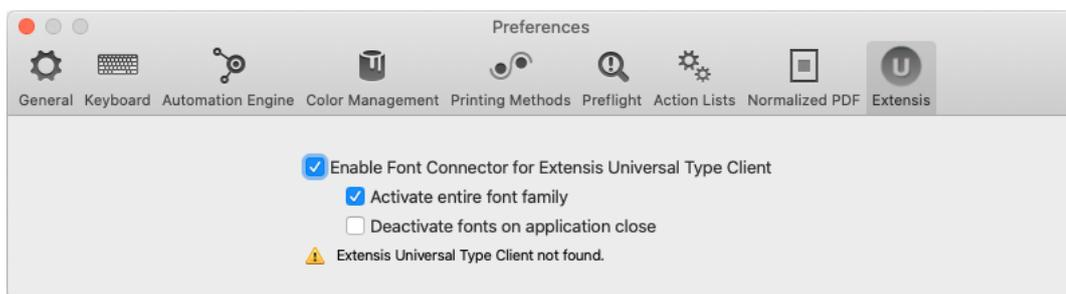 Preferences
General Keyboard Automation Engine Color Management Printing Methods Preflight Action Lists Normalized PDF Extensis
Enable Font Connector for Extensis Universal Type Client
Activate entire font family
Deactivate fonts on application close
Extensis Universal Type Client not found.